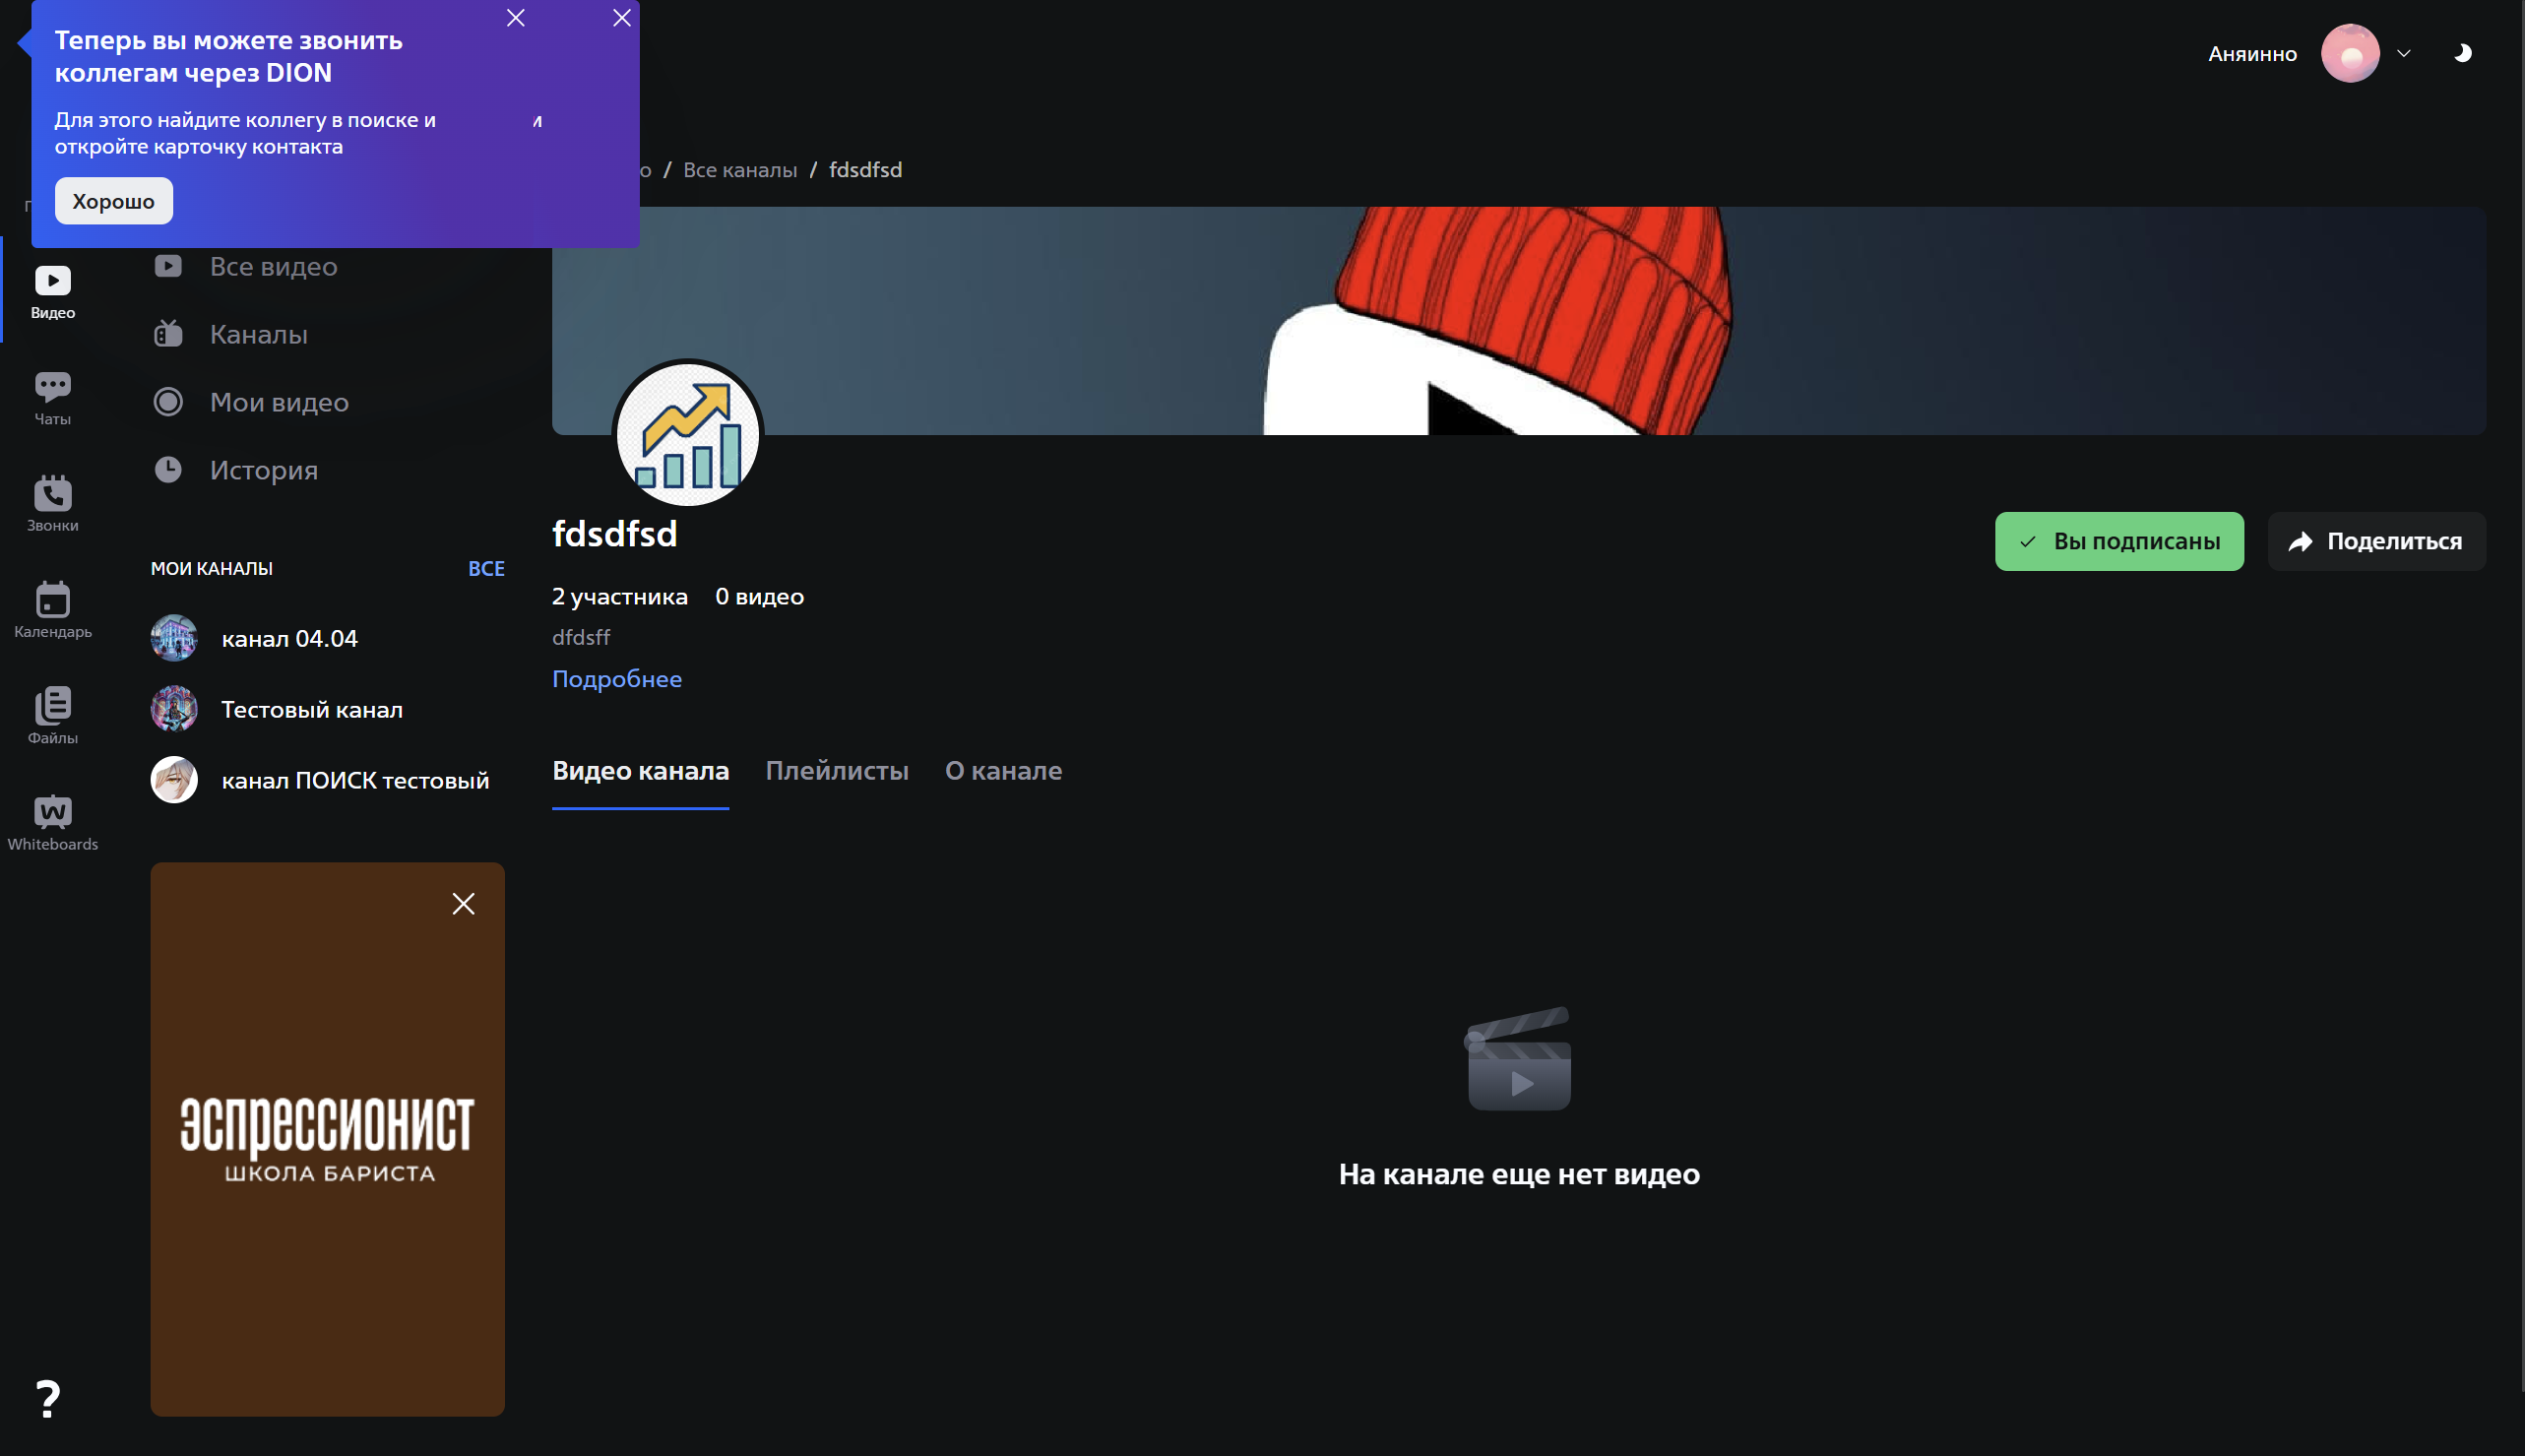 Теперь вы можете звонить
коллегам через DION
Для этого найдите коллегу в поиске и
откройте карточку контакта
Хорошо
Аняинно
/ Все каналы / fdsdfsd
Видео
Чаты
Звонки
Календарь
Файлы
Whiteboards
Все видео
Каналы
Мои видео
История
МОИ КАНАЛЫ ВСЕ
канал 04.04
Тестовый канал
канал ПОИСК тестовый
ЭСПРЕССИОНИСТ
ШКОЛА БАРИСТА
?
fdsdfsd
Вы подписаны
Поделиться
2 участника 0 видео
dfdsff
Подробнее
Видео канала Плейлисты О канале
На канале еще нет видео